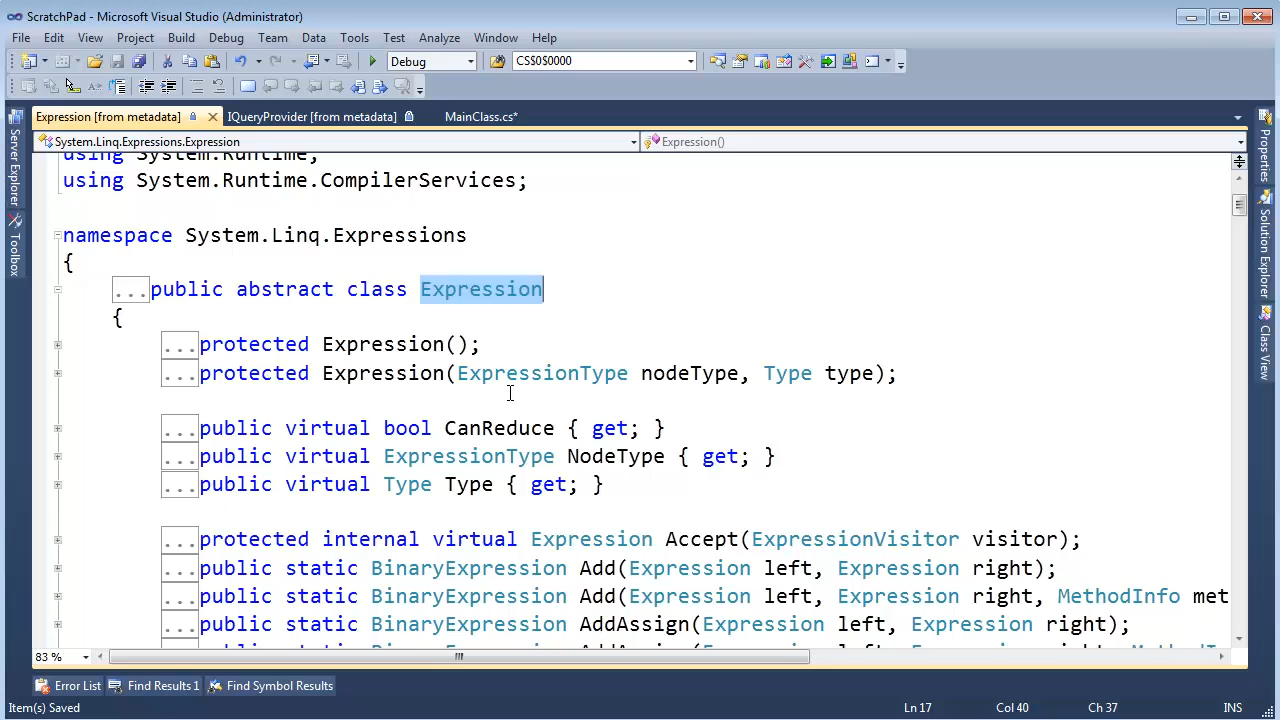 ScratchPad - Microsoft Visual Studio (Administrator)
File Edit View Project Build Debug Team Data Tools Test Analyze Window Help
Debug CS$0$0000
Expression [from metadata] IQueryProvider [from metadata] MainClass.cs*
System.Linq.Expressions.Expression Expression()
using System.Runtime;
using System.Runtime.CompilerServices;
namespace System.Linq.Expressions
{
...public abstract class Expression
{
...protected Expression();
...protected Expression(ExpressionType nodeType, Type type);
...public virtual bool CanReduce { get; }
...public virtual ExpressionType NodeType { get; }
...public virtual Type Type { get; }
...protected internal virtual Expression Accept(ExpressionVisitor visitor);
...public static BinaryExpression Add(Expression left, Expression right);
...public static BinaryExpression Add(Expression left, Expression right, MethodInfo met
...public static BinaryExpression AddAssign(Expression left, Expression right);
83 %
Server Explorer
Toolbox
Properties
Solution Explorer
Class View
Error List Find Results 1 Find Symbol Results
Item(s) Saved Ln 17 Col 40 Ch 37 INS